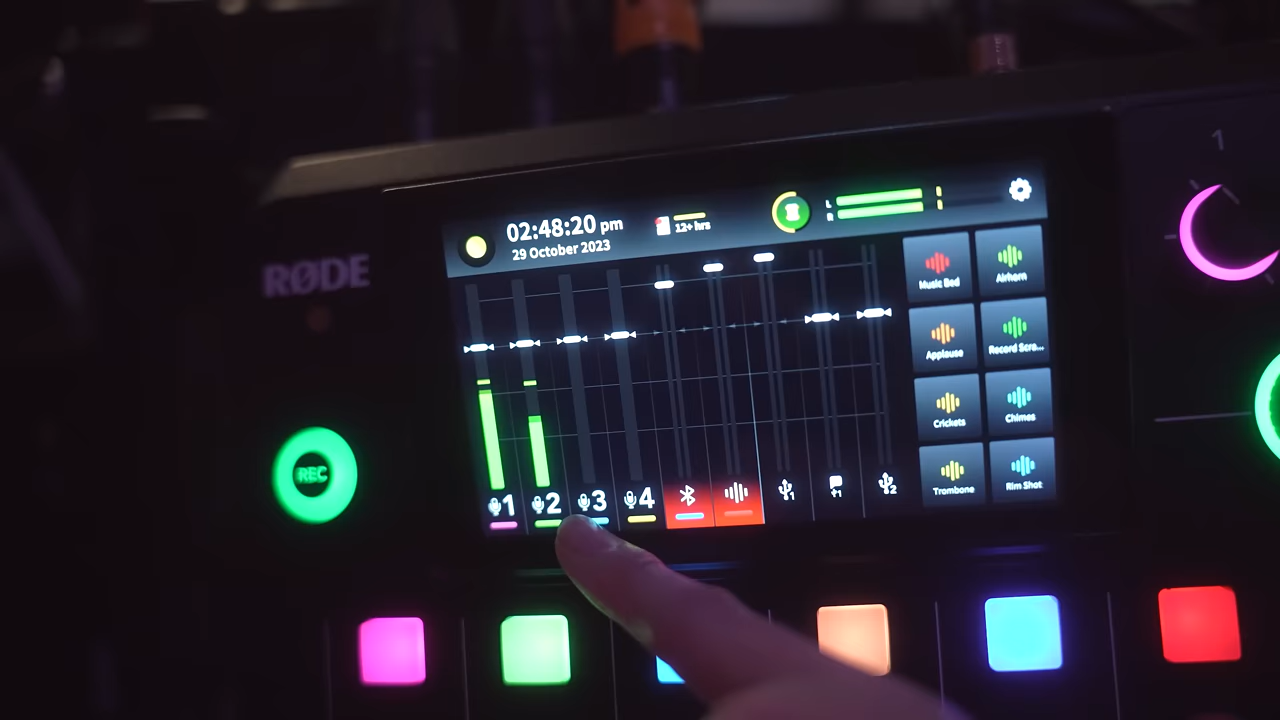 1
02:48:20 pm
12+ hrs
L
R
29 October 2023
RØDE
Music Bed
Airhorn
Applause
Record Scra...
Crickets
Chimes
Trombone
Rim Shot
REC
1
2
3
4
1
+1
2